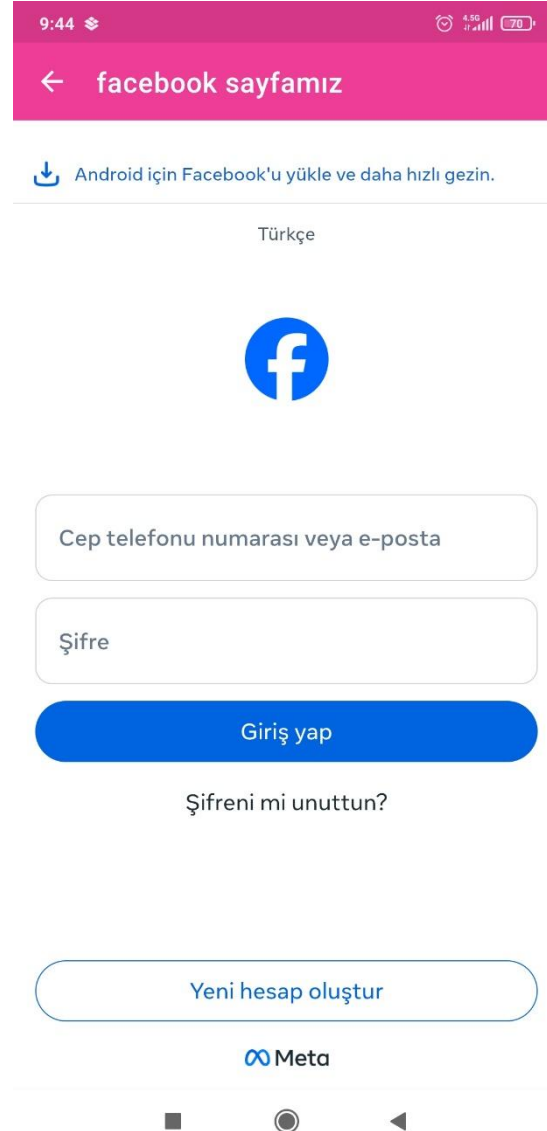 9:44 4.5G 70
facebook sayfamız
Android için Facebook'u yükle ve daha hızlı gezin.
Türkçe
Cep telefonu numarası veya e-posta
Şifre
Giriş yap
Şifreni mi unuttun?
Yeni hesap oluştur
Meta